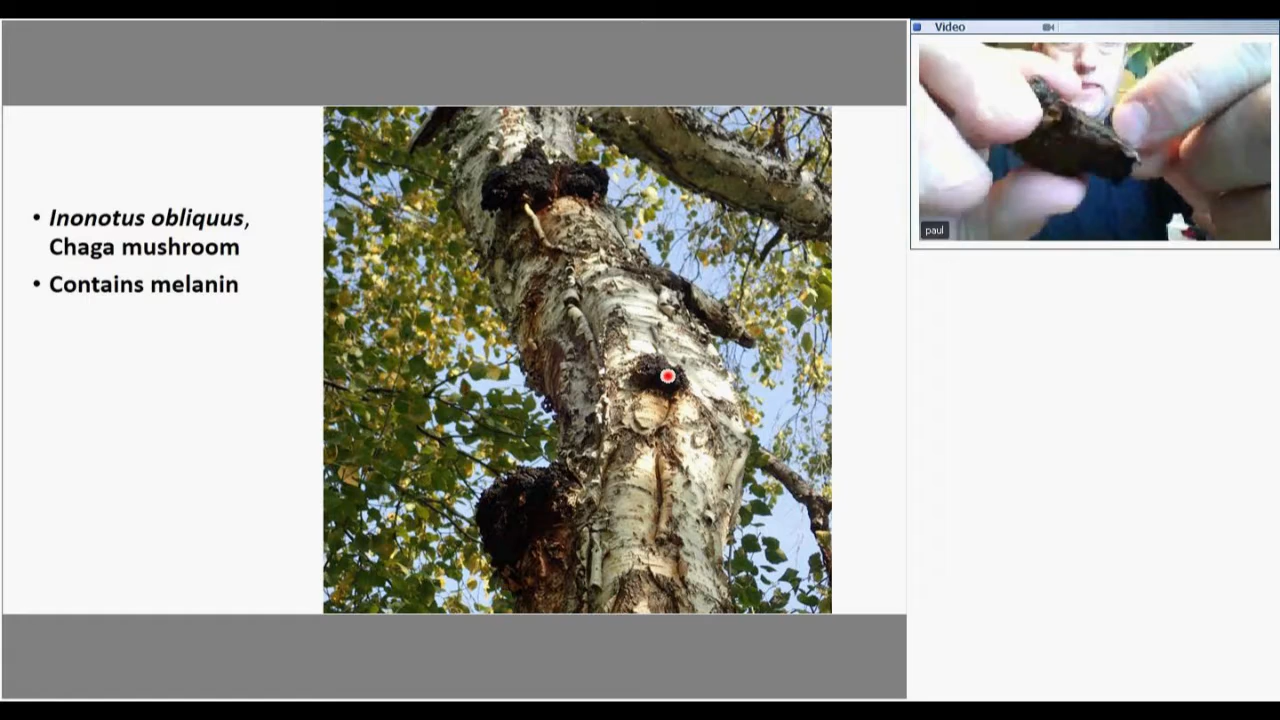 Video
• Inonotus obliquus,
Chaga mushroom
• Contains melanin
paul